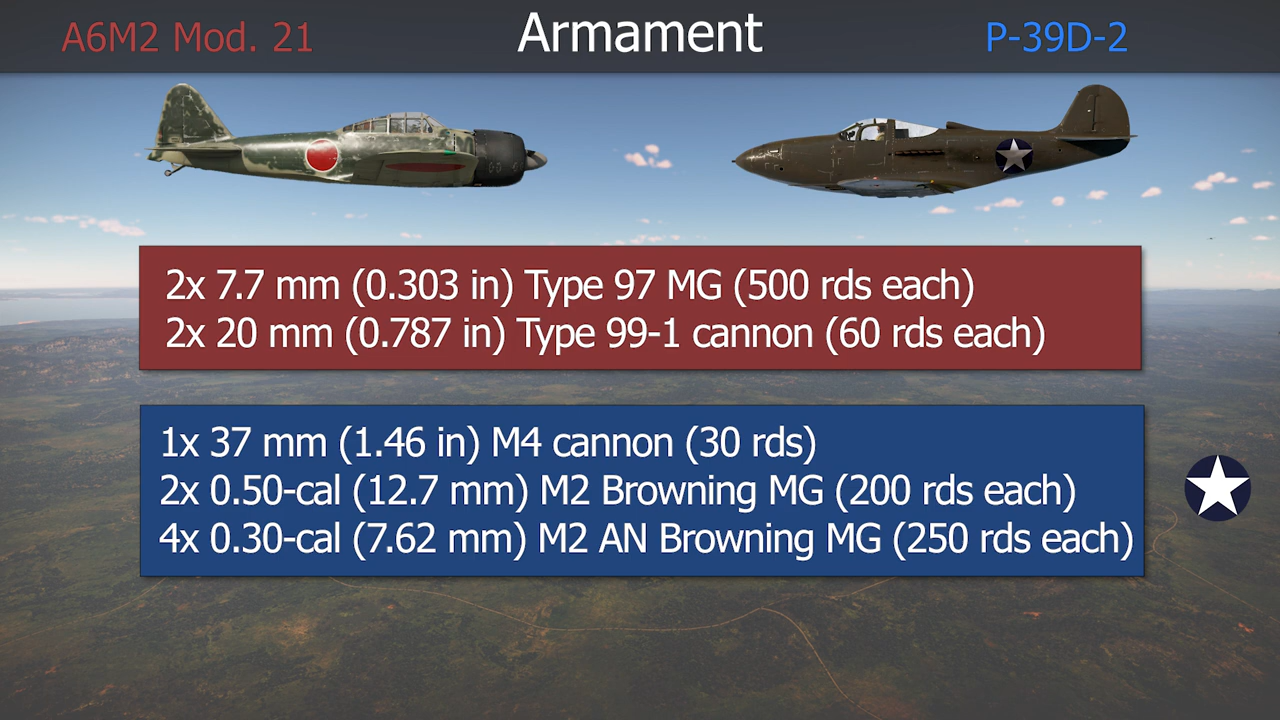 A6M2 Mod. 21
Armament
P-39D-2
2x 7.7 mm (0.303 in) Type 97 MG (500 rds each)
2x 20 mm (0.787 in) Type 99-1 cannon (60 rds each)
1x 37 mm (1.46 in) M4 cannon (30 rds)
2x 0.50-cal (12.7 mm) M2 Browning MG (200 rds each)
4x 0.30-cal (7.62 mm) M2 AN Browning MG (250 rds each)